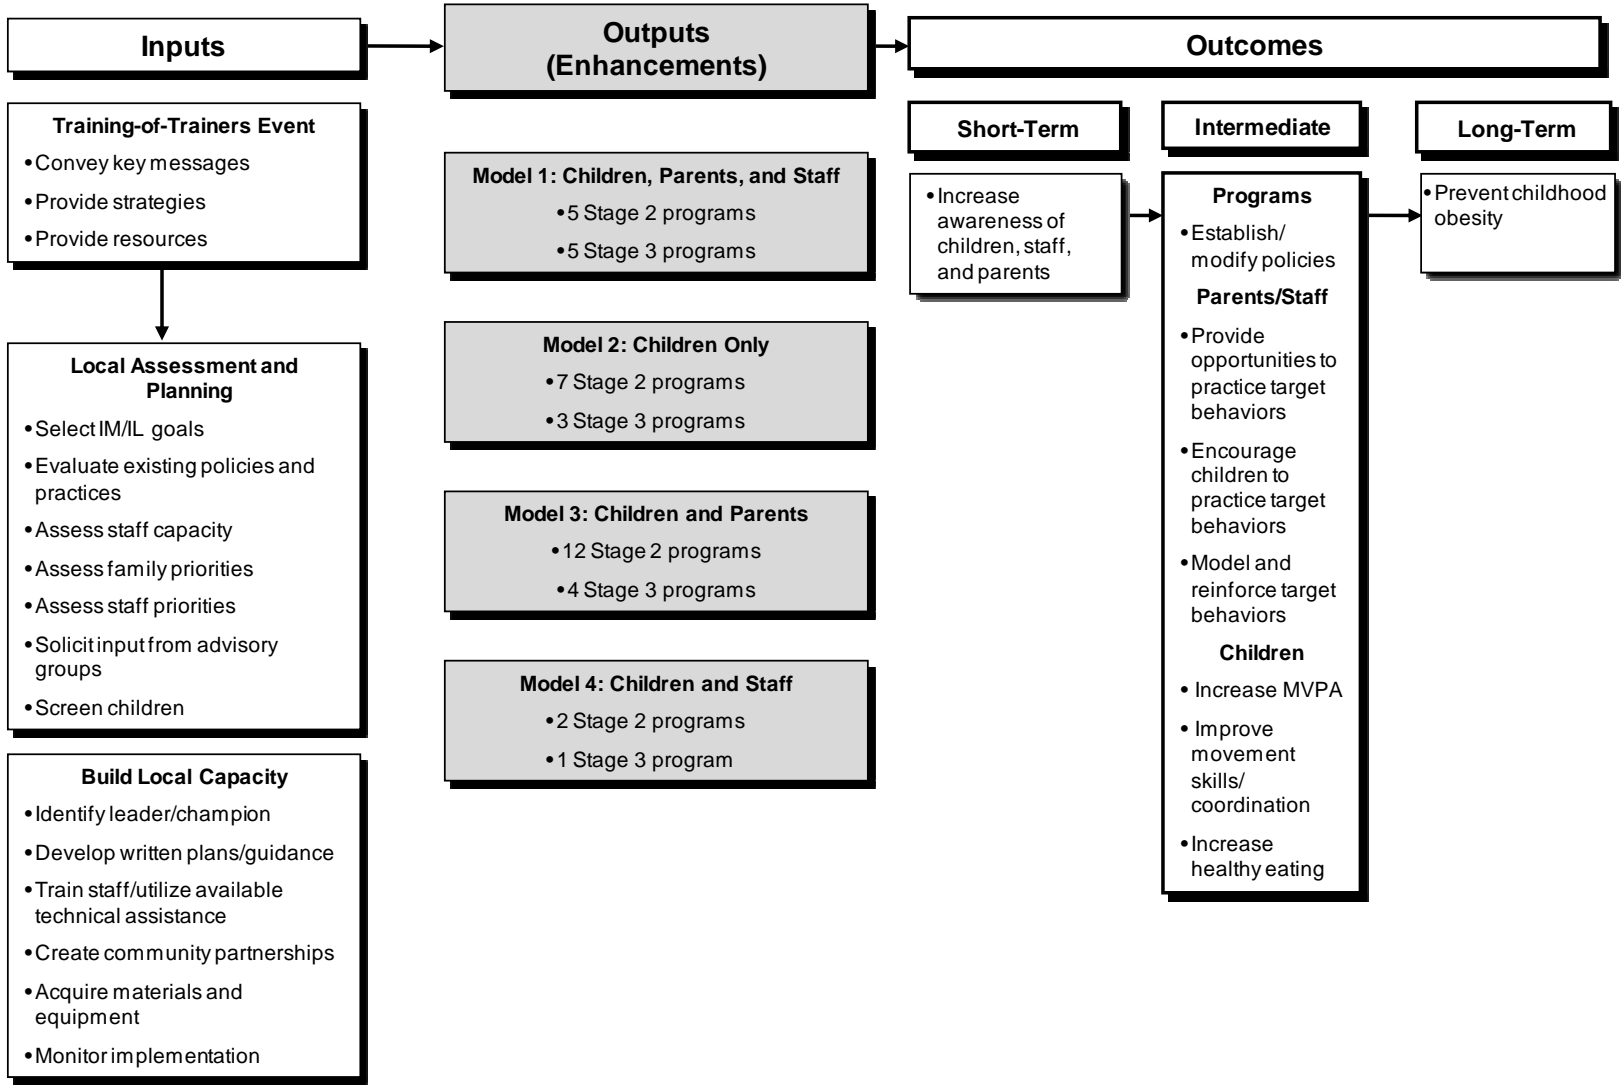 Inputs
Outputs
(Enhancements)
Outcomes
Training-of-Trainers Event
•Convey key messages
•Provide strategies
•Provide resources
Local Assessment and
Planning
•Select IM/IL goals
•Evaluate existing policies and
practices
•Assess staff capacity
•Assess family priorities
•Assess staff priorities
•Solicit input from advisory
groups
•Screen children
Build Local Capacity
•Identify leader/champion
•Develop written plans/guidance
•Train staff/utilize available
technical assistance
•Create community partnerships
•Acquire materials and
equipment
•Monitor implementation
Model 1: Children, Parents, and Staff
•5 Stage 2 programs
•5 Stage 3 programs
Model 2: Children Only
•7 Stage 2 programs
•3 Stage 3 programs
Model 3: Children and Parents
•12 Stage 2 programs
•4 Stage 3 programs
Model 4: Children and Staff
•2 Stage 2 programs
•1 Stage 3 program
Short-Term
•Increase
awareness of
children, staff,
and parents
Intermediate
Programs
•Establish/
modify policies
Parents/Staff
•Provide
opportunities to
practice target
behaviors
•Encourage
children to
practice target
behaviors
•Model and
reinforce target
behaviors
Children
• Increase MVPA
• Improve
movement
skills/
coordination
•Increase
healthy eating
Long-Term
•Prevent childhood
obesity